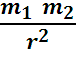 m₁ m₂
r²